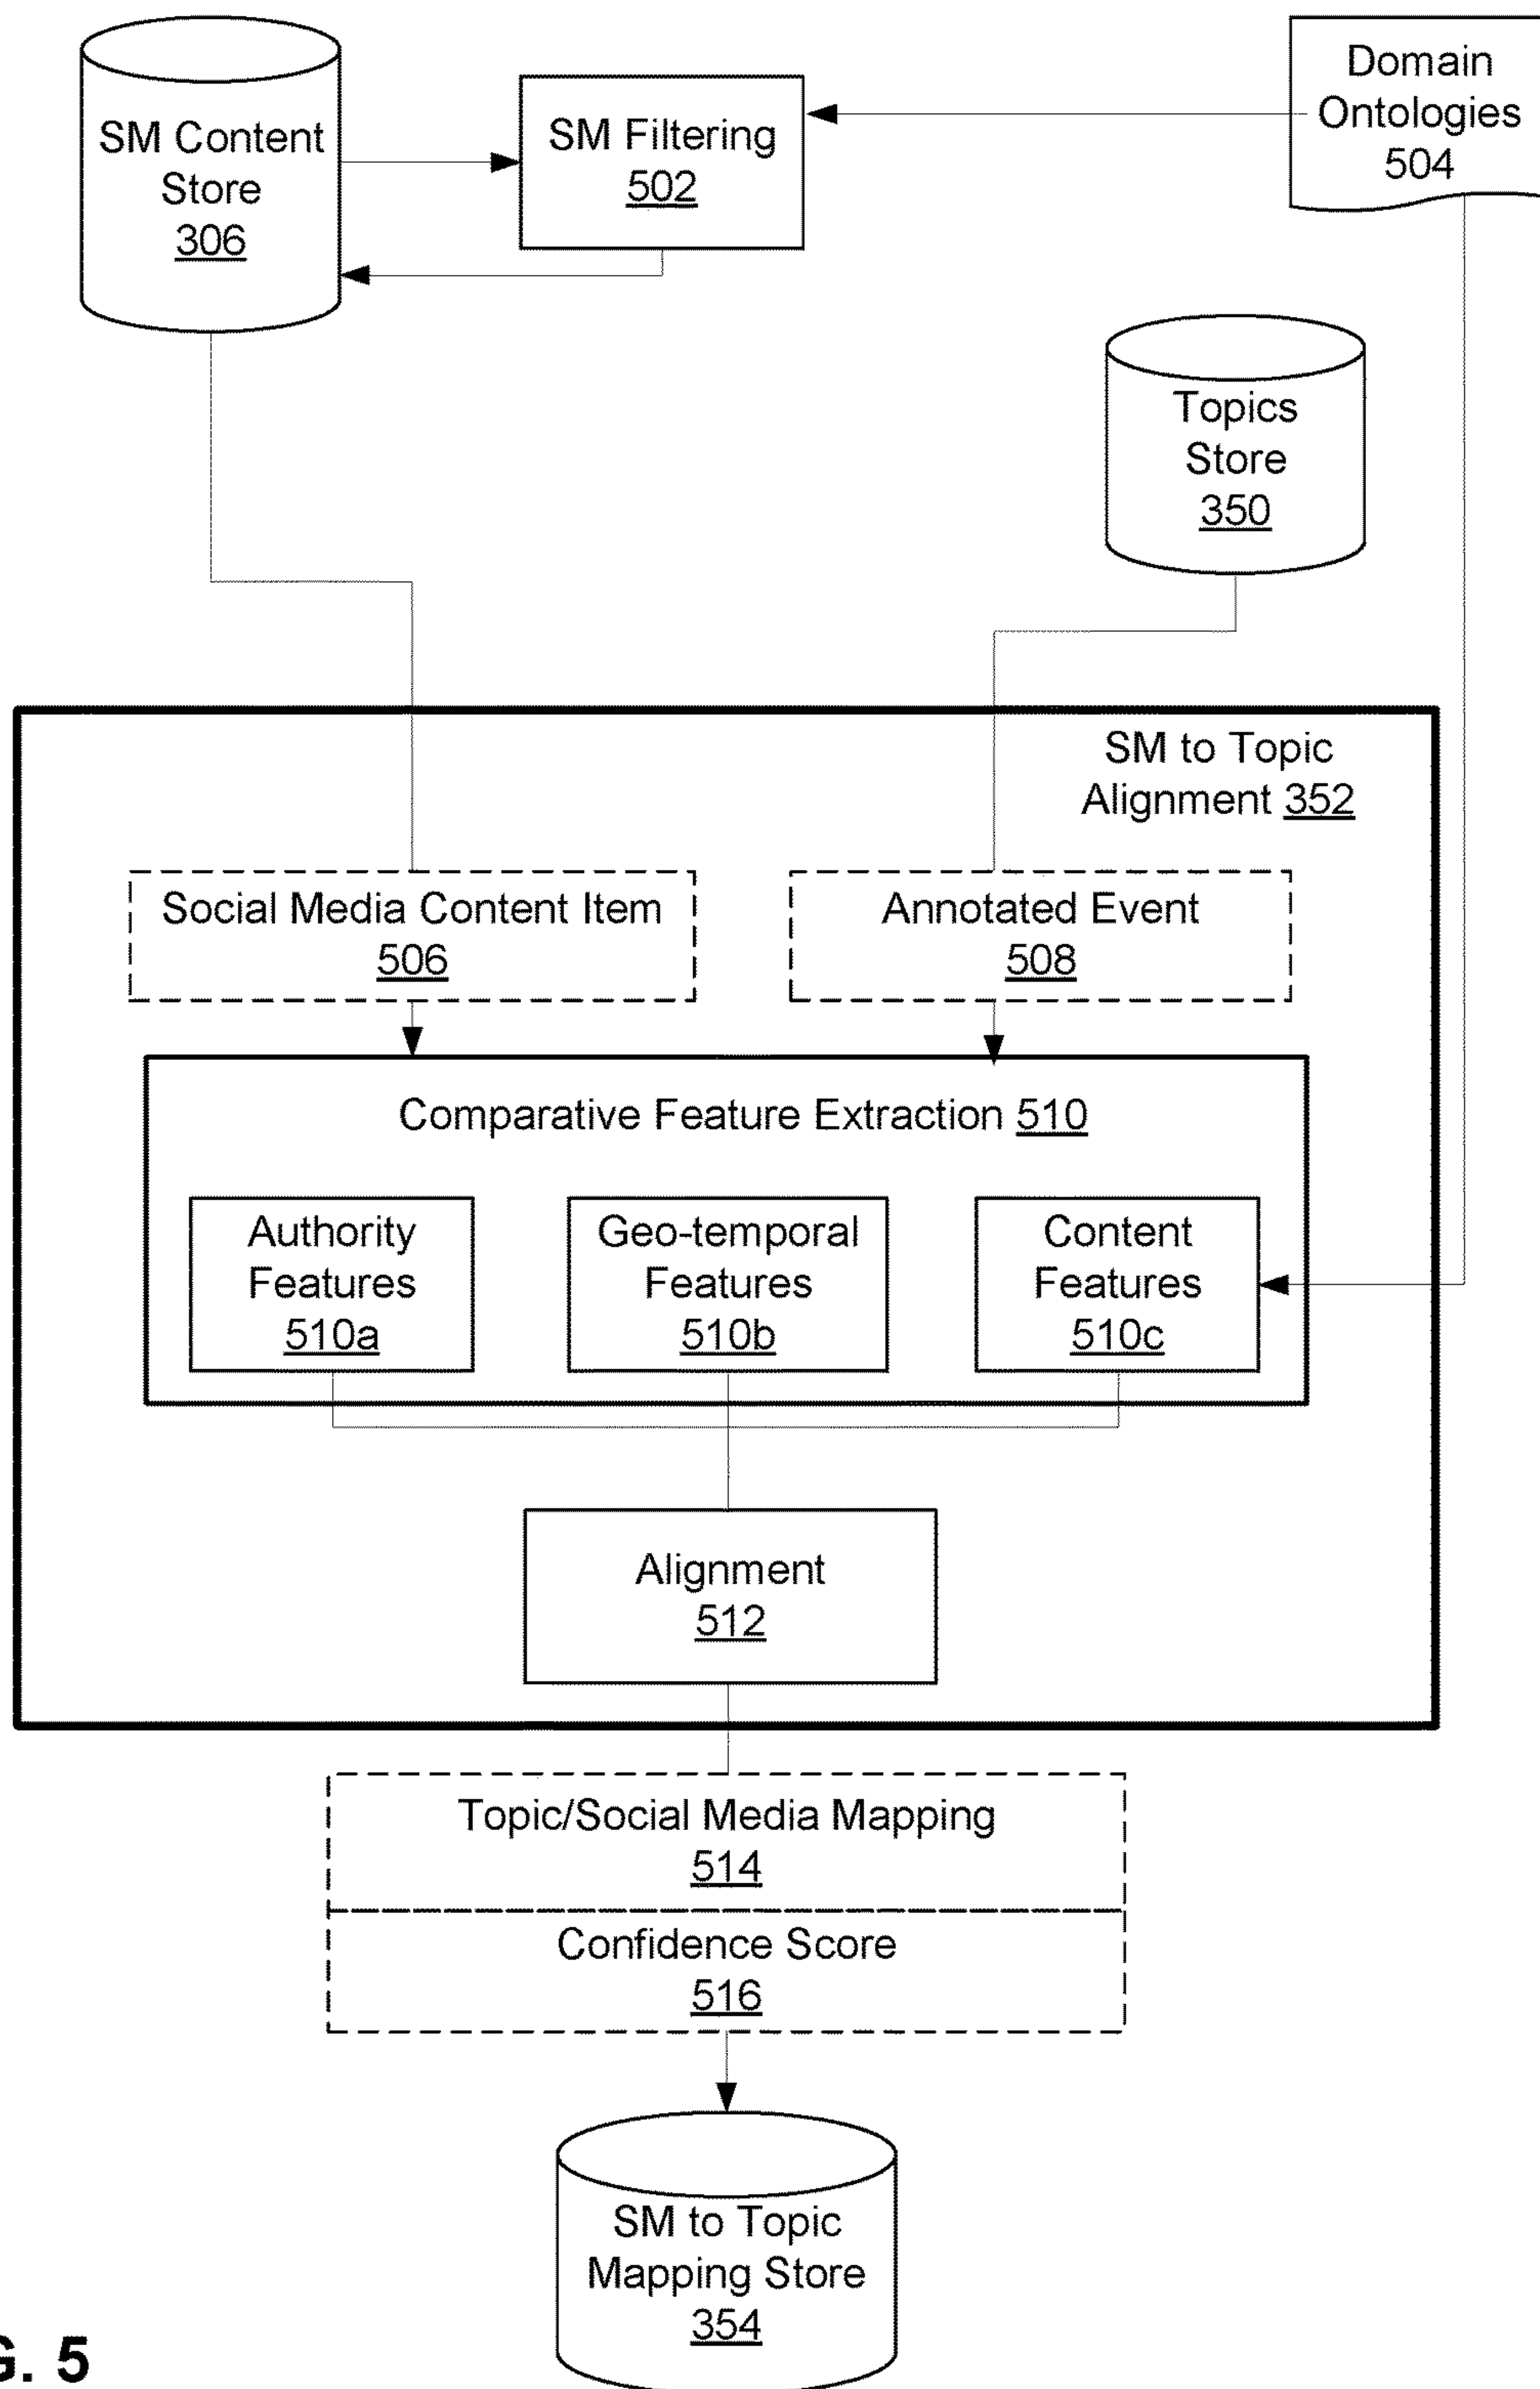 SM Content
Store
306
SM Filtering
502
Domain
Ontologies
504
Topics
Store
350
SM to Topic
Alignment 352
Social Media Content Item
506
Annotated Event
508
Comparative Feature Extraction 510
Authority
Features
510a
Geo-temporal
Features
510b
Content
Features
510c
Alignment
512
Topic/Social Media Mapping
514
Confidence Score
516
SM to Topic
Mapping Store
354
G. 5